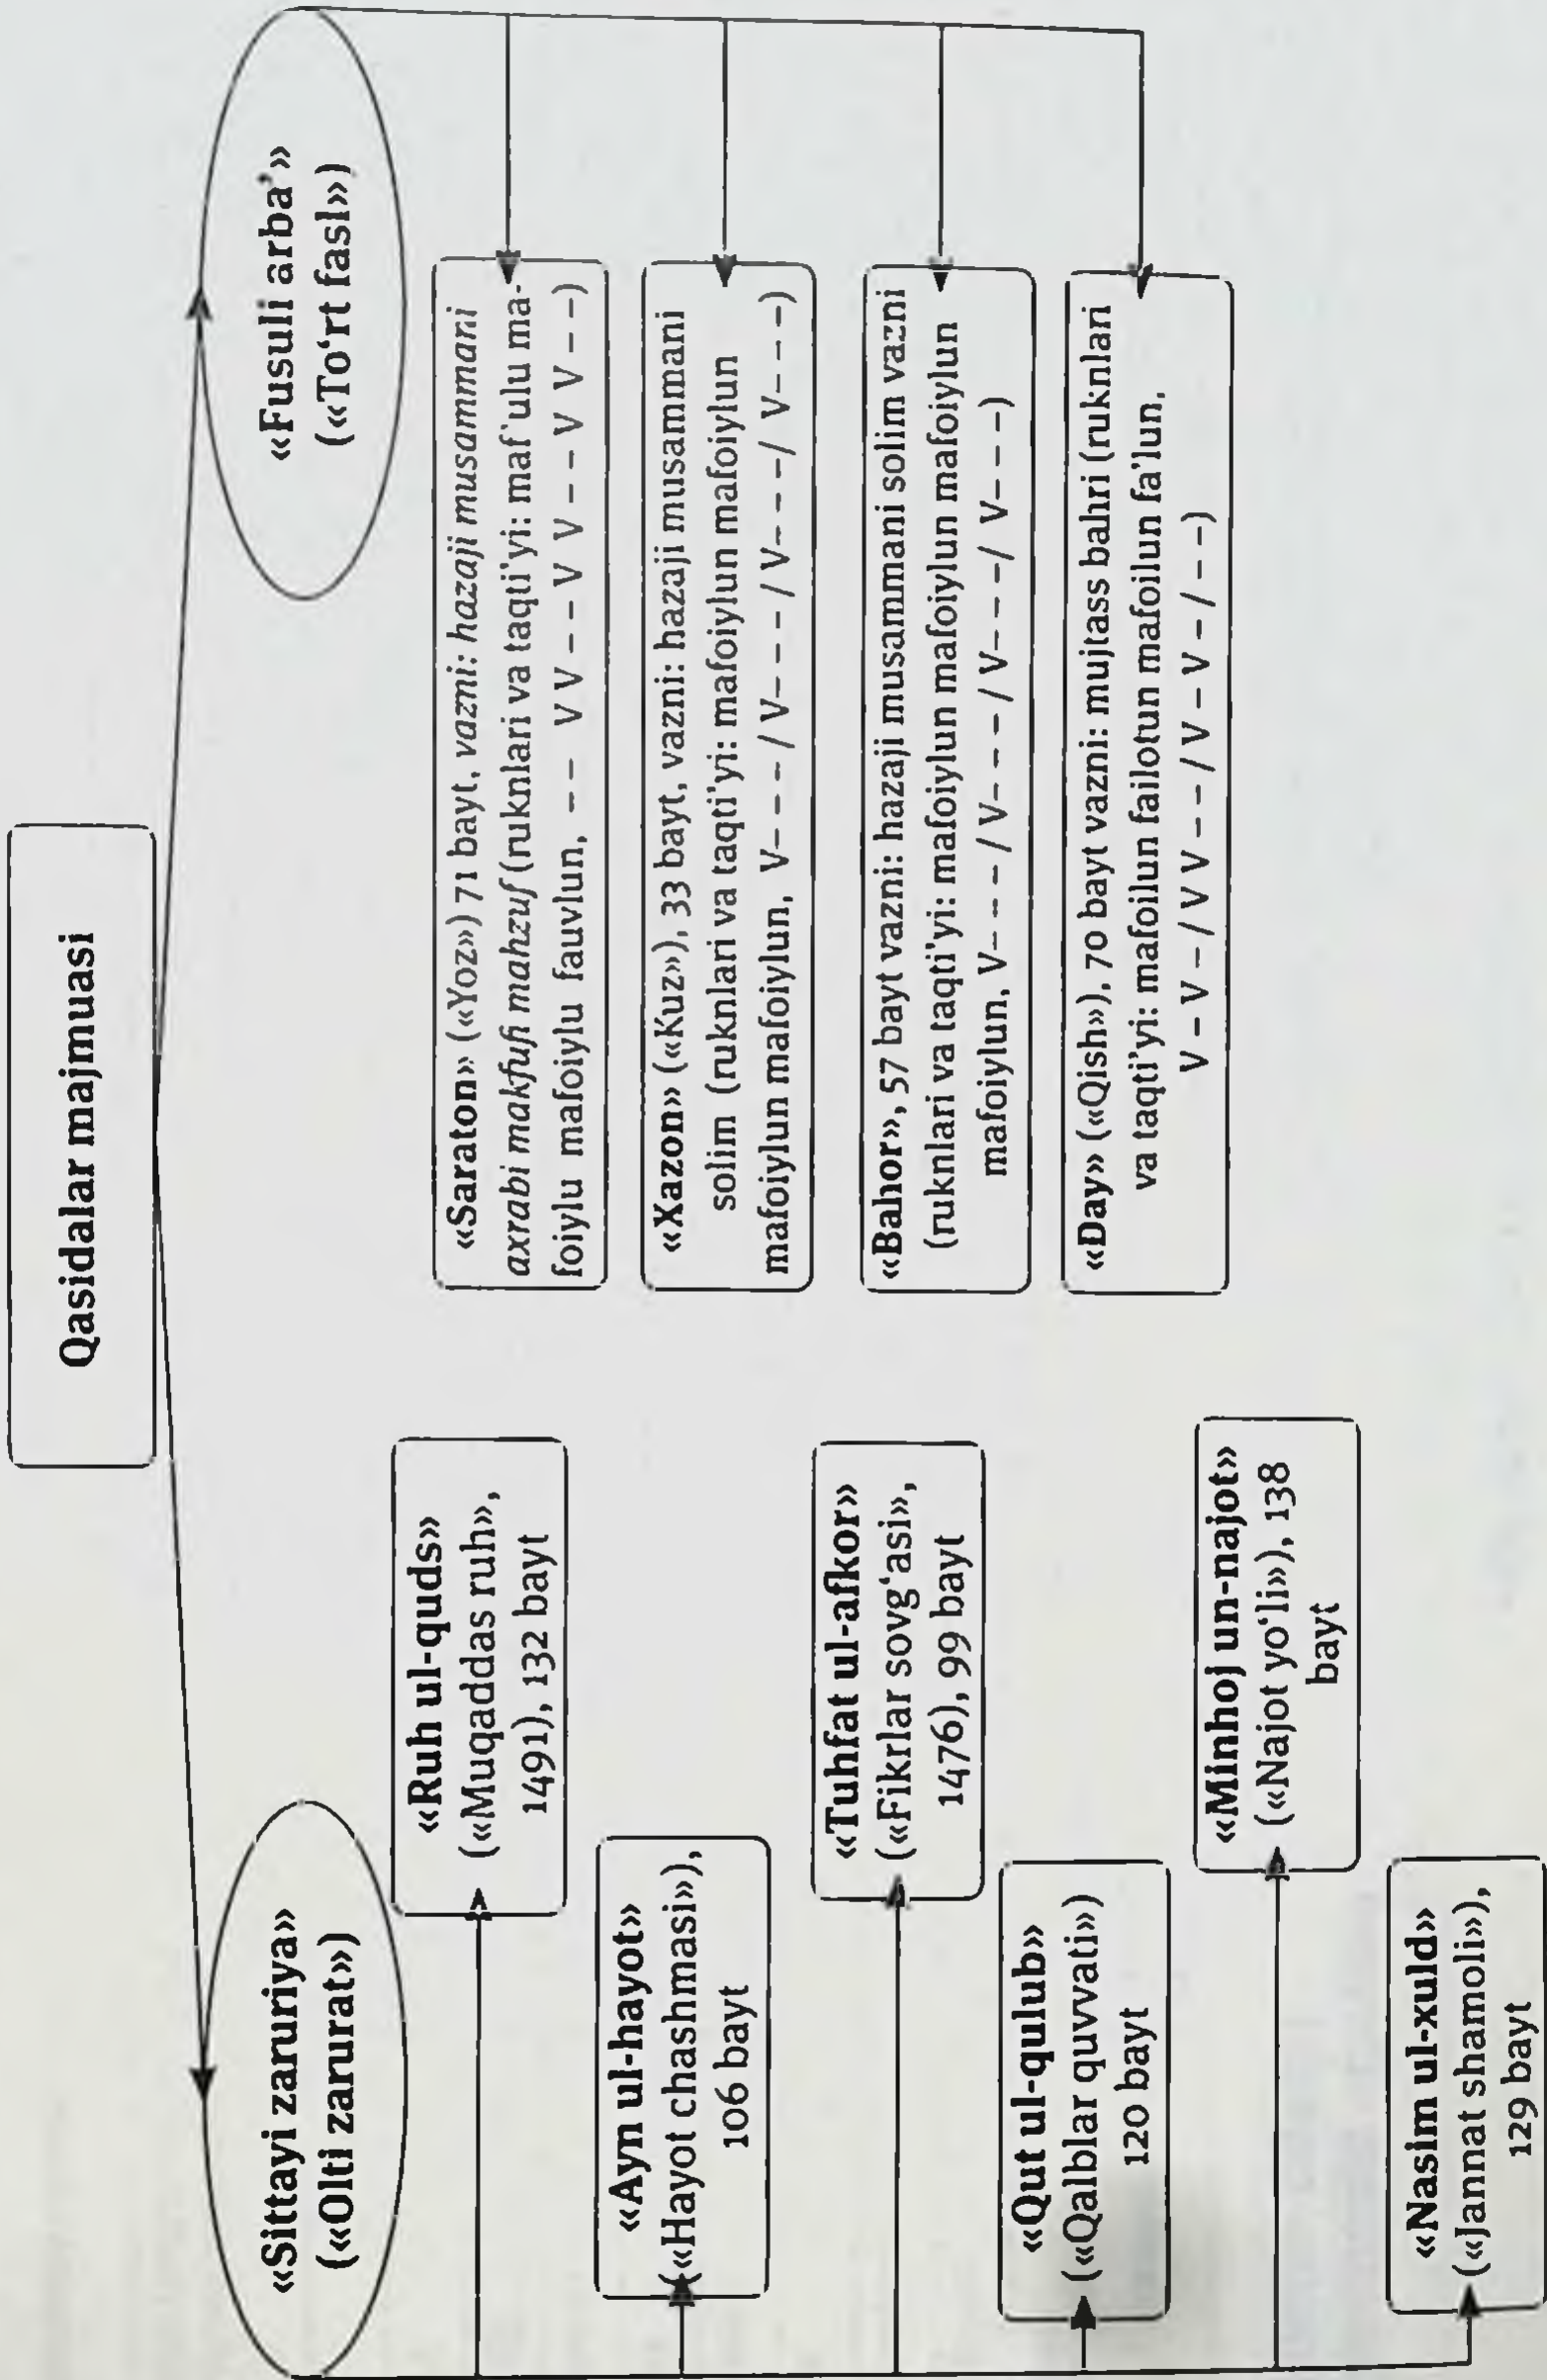 Qasidalar majmuasi
«Sittayi zaruriya»
(«Olti zarurat»)
«Ruh ul-quds»
(«Muqaddas ruh»,
1491), 132 bayt
«Ayn ul-hayot»
(«Hayot chashmasi»),
106 bayt
«Tuhfat ul-afkor»
(«Fikrlar sovg‘asi»,
1476), 99 bayt
«Qut ul-qulub»
(«Qalblar quvvati»)
120 bayt
«Minhoj un-najot»
(«Najot yo‘li»), 138
bayt
«Nasim ul-xuld»
(«Jannat shamoli»),
129 bayt
«Fusuli arba’»
(«To‘rt fasl»)
«Saraton» («Yoz») 71 bayt, vazni: hazaji musammani
axrabi makfufi mahzuf (ruknlari va taqti’yi: maf’ulu ma-
foiylu mafoiylu fauvlun, – – V V – – V V – – V V – –)
«Xazon» («Kuz»), 33 bayt, vazni: hazaji musammani
solim (ruknlari va taqti’yi: mafoiylun mafoiylun
mafoiylun mafoiylun, V– – – / V– – – / V– – – / V– – –)
«Bahor», 57 bayt vazni: hazaji musammani solim vazni
(ruknlari va taqti’yi: mafoiylun mafoiylun mafoiylun
mafoiylun, V– – – / V– – – / V– – – / V– – –)
«Day» («Qish»), 70 bayt vazni: mujtass bahri (ruknlari
va taqti’yi: mafoilun failotun mafoilun fa’lun,
V – V – / V V – – / V – V – / – –)